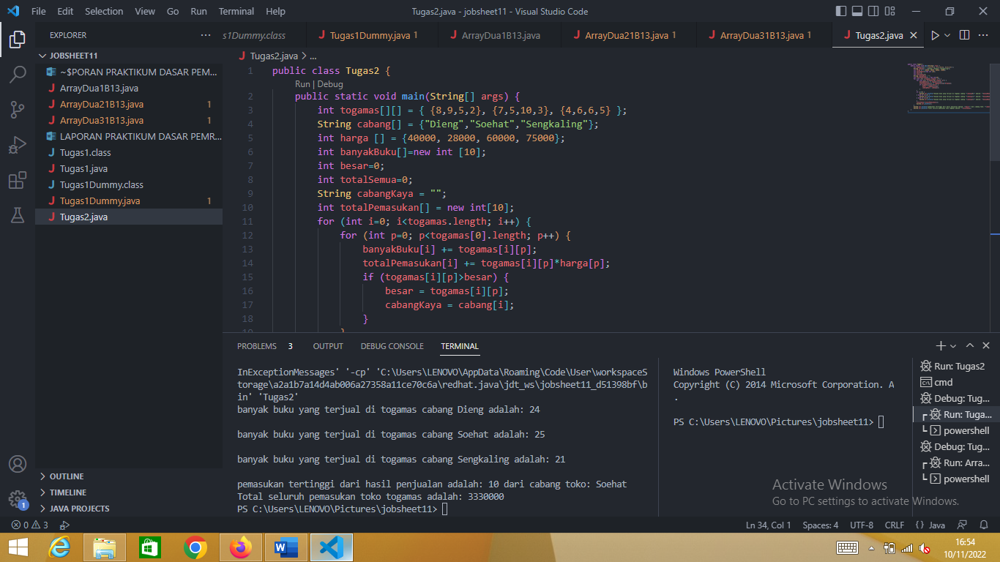 File Edit Selection View Go Run Terminal Help Tugas2.java - jobsheet11 - Visual Studio Code
EXPLORER ··· s1Dummy.class Tugas1Dummy.java 1 ArrayDua1B13.java ArrayDua21B13.java 1 ArrayDua31B13.java 1 Tugas2.java
JOBSHEET11
~$PORAN PRAKTIKUM DASAR PEM...
ArrayDua1B13.java
ArrayDua21B13.java 1
ArrayDua31B13.java 1
LAPORAN PRAKTIKUM DASAR PEMR...
Tugas1.class
Tugas1.java
Tugas1Dummy.class
Tugas1Dummy.java 1
Tugas2.java
OUTLINE
TIMELINE
JAVA PROJECTS
Tugas2.java > ...
1 public class Tugas2 {
Run | Debug
2 public static void main(String[] args) {
3 int togamas[][] = { {8,9,5,2}, {7,5,10,3}, {4,6,6,5} };
4 String cabang[] = {"Dieng","Soehat","Sengkaling"};
5 int harga [] = {40000, 28000, 60000, 75000};
6 int banyakBuku[]=new int [10];
7 int besar=0;
8 int totalSemua=0;
9 String cabangKaya = "";
10 int totalPemasukan[] = new int[10];
11 for (int i=0; i<togamas.length; i++) {
12 for (int p=0; p<togamas[0].length; p++) {
13 banyakBuku[i] += togamas[i][p];
14 totalPemasukan[i] += togamas[i][p]*harga[p];
15 if (togamas[i][p]>besar) {
16 besar = togamas[i][p];
17 cabangKaya = cabang[i];
18 }
19 }
PROBLEMS 3 OUTPUT DEBUG CONSOLE TERMINAL
InExceptionMessages' '-cp' 'C:\Users\LENOVO\AppData\Roaming\Code\User\workspaceS
torage\a2a1b7a14d4ab006a27358a11ce70c6a\redhat.java\jdt_ws\jobsheet11_d51398bf\b
in' 'Tugas2'
banyak buku yang terjual di togamas cabang Dieng adalah: 24
banyak buku yang terjual di togamas cabang Soehat adalah: 25
banyak buku yang terjual di togamas cabang Sengkaling adalah: 21
pemasukan tertinggi dari hasil penjualan adalah: 10 dari cabang toko: Soehat
Total seluruh pemasukan toko togamas adalah: 3330000
PS C:\Users\LENOVO\Pictures\jobsheet11>
Windows PowerShell
Copyright (C) 2014 Microsoft Corporation. A
.
PS C:\Users\LENOVO\Pictures\jobsheet11>
Run: Tugas2
cmd
Debug: Tug...
Run: Tuga...
powershell
Debug: Tug...
Run: Arra...
powershell
Activate Windows
Go to PC settings to activate Windows.
1
0 3 Ln 34, Col 1 Spaces: 4 UTF-8 CRLF {} Java
16:54
10/11/2022